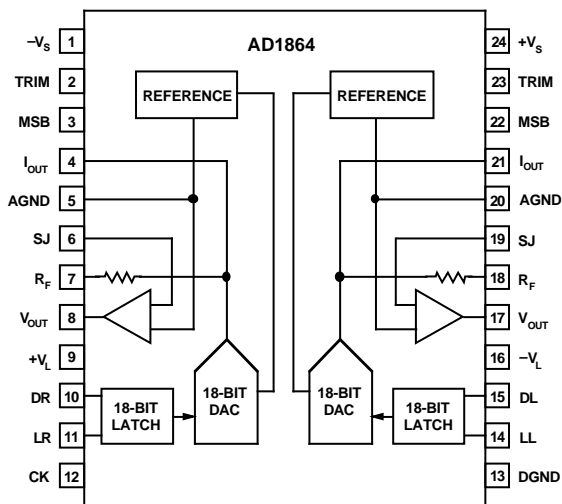 AD1864
–VS 1
TRIM 2
MSB 3
IOUT 4
AGND 5
SJ 6
RF 7
VOUT 8
+VL 9
DR 10
LR 11
CK 12
REFERENCE
18-BIT
LATCH
18-BIT
DAC
REFERENCE
18-BIT
DAC
18-BIT
LATCH
24 +VS
23 TRIM
22 MSB
21 IOUT
20 AGND
19 SJ
18 RF
17 VOUT
16 –VL
15 DL
14 LL
13 DGND